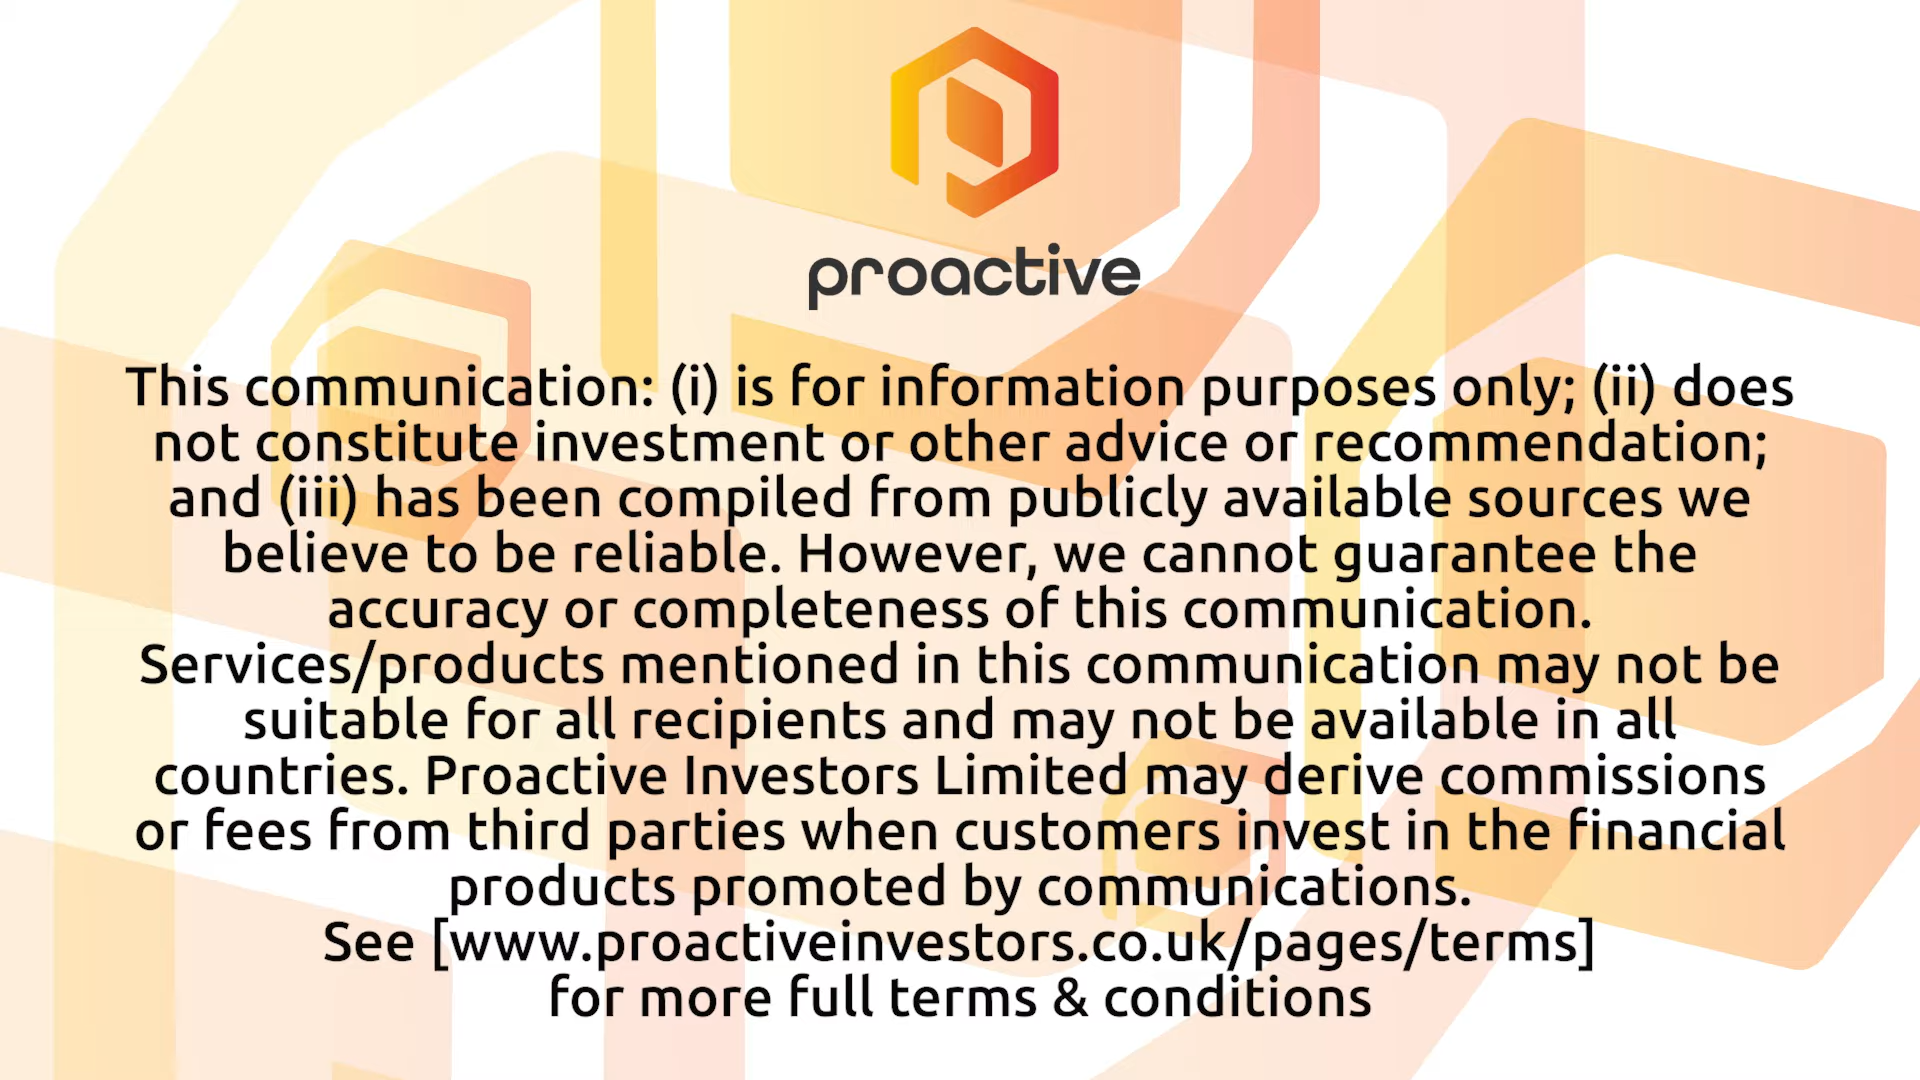 proactive
This communication: (i) is for information purposes only; (ii) does
not constitute investment or other advice or recommendation;
and (iii) has been compiled from publicly available sources we
believe to be reliable. However, we cannot guarantee the
accuracy or completeness of this communication.
Services/products mentioned in this communication may not be
suitable for all recipients and may not be available in all
countries. Proactive Investors Limited may derive commissions
or fees from third parties when customers invest in the financial
products promoted by communications.
See [www.proactiveinvestors.co.uk/pages/terms]
for more full terms & conditions